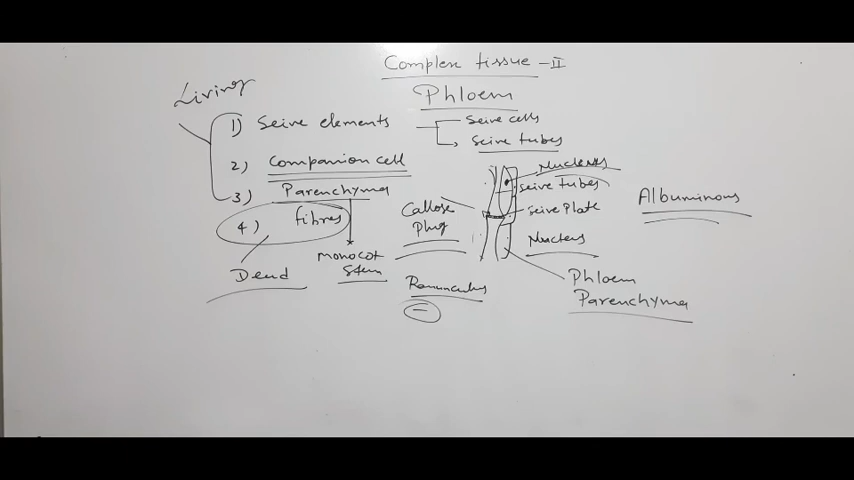 Complex tissue - II
Phloem
Living
1) Seive elements
Seive cells
Seive tubes
2) Companion cell
3) Parenchyma
4) fibres
Dead
monocot
stem
Callose
plug
Ranunculus
Nucleus
Seive tubes
Seive Plate
Nucleus
Phloem
Parenchyma
Albuminous